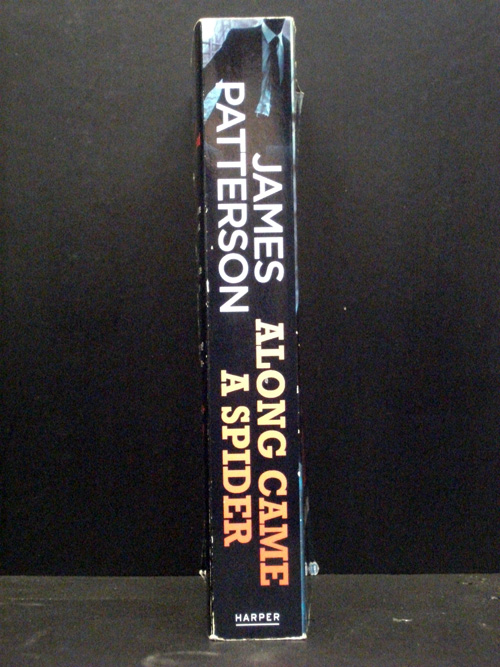 JAMES
PATTERSON
ALONG CAME
A SPIDER
HARPER